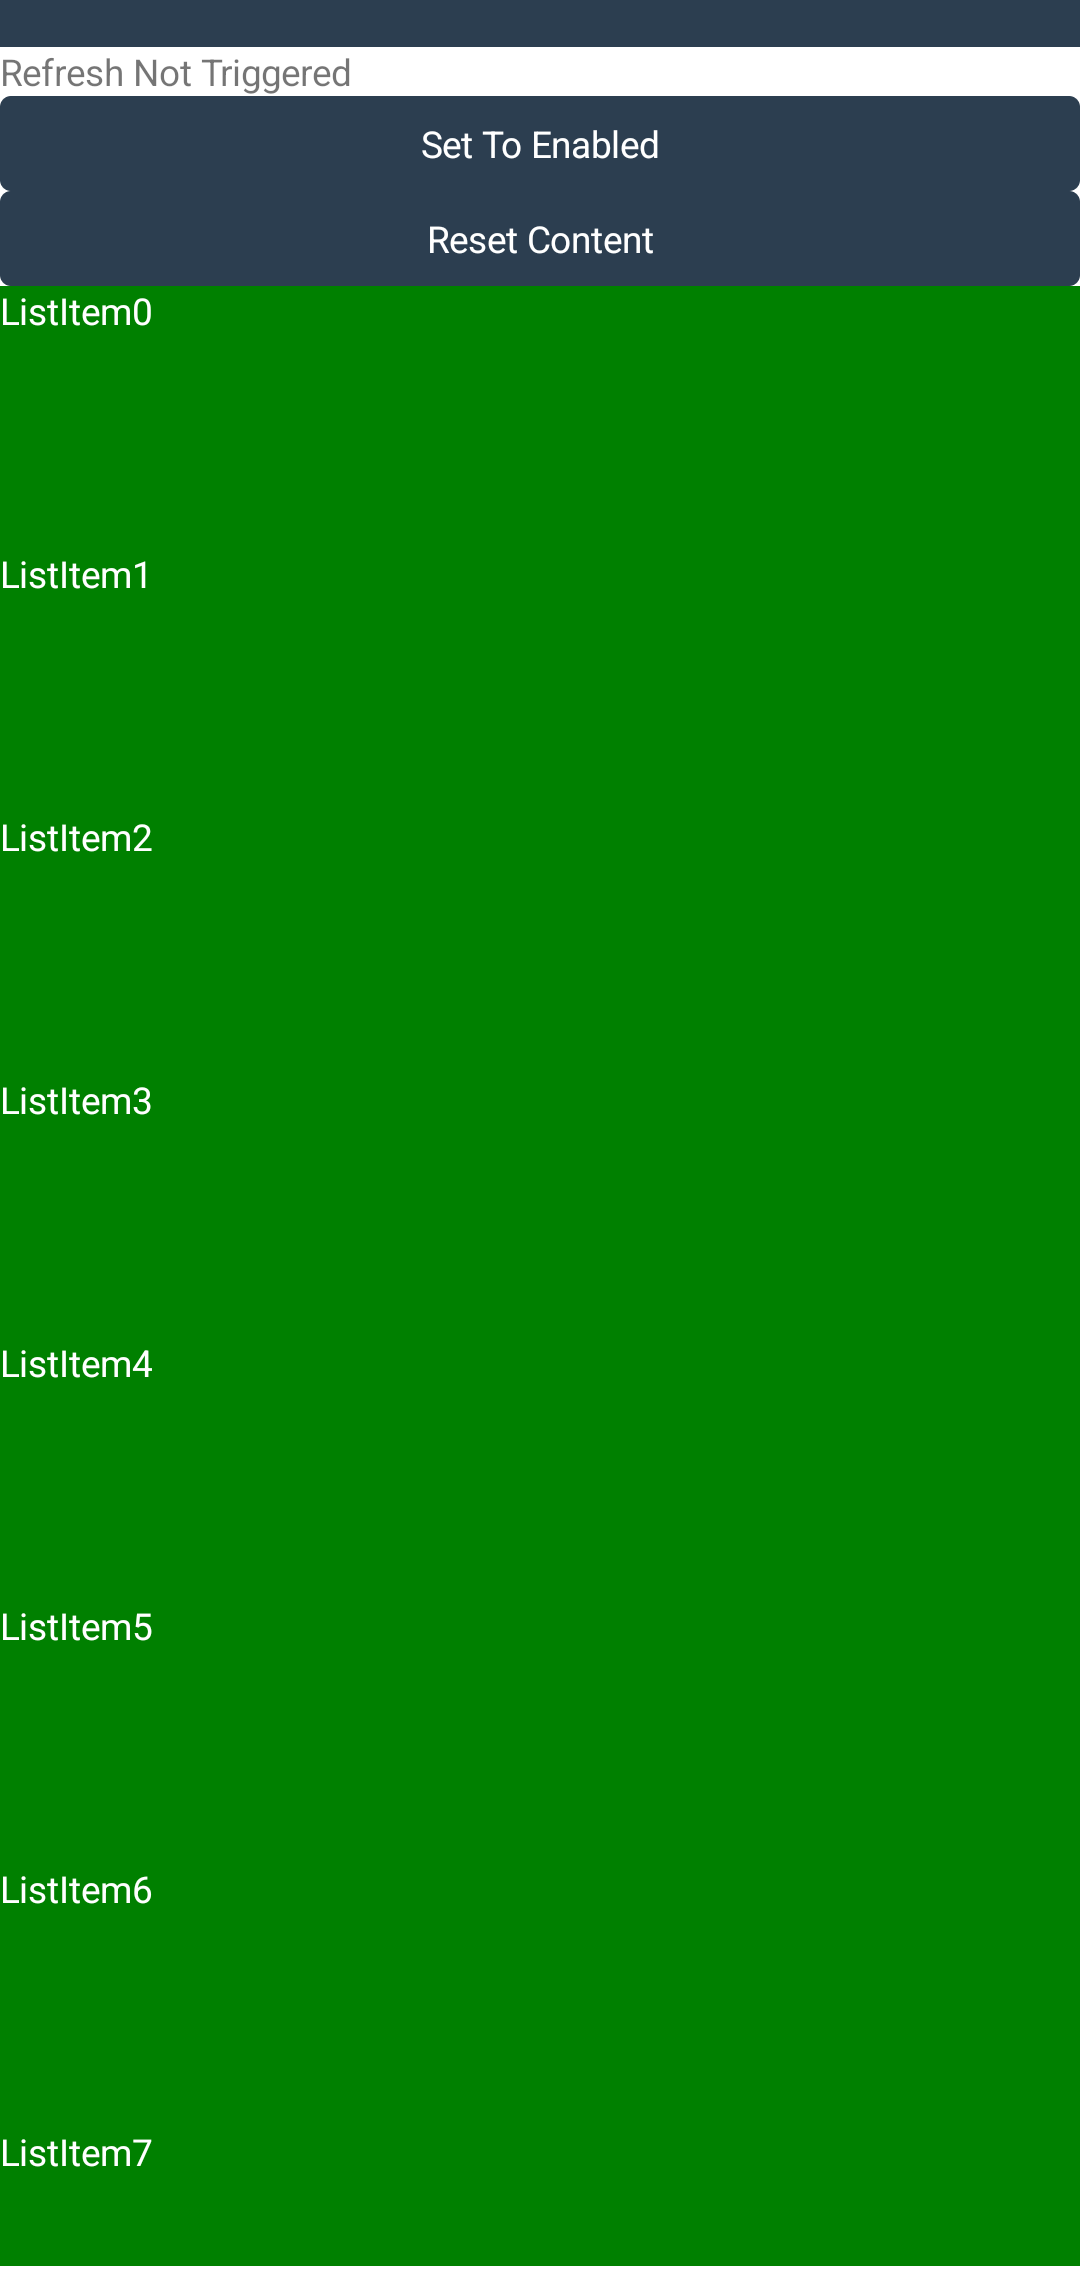 Refresh Not Triggered
Set To Enabled
Reset Content
ListItem0
ListItem1
ListItem2
ListItem3
ListItem4
ListItem5
ListItem6
ListItem7